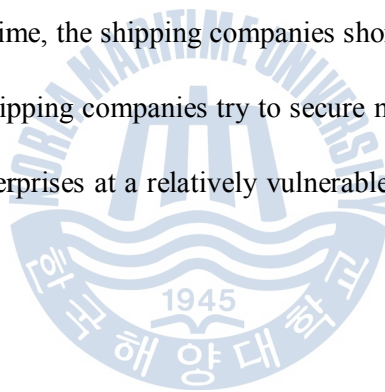 ime, the shipping companies sho
KOREA MARITIME UNIVERSITY
hipping companies try to secure n
erprises at a relatively vulnerable
1945
한국해양대학교